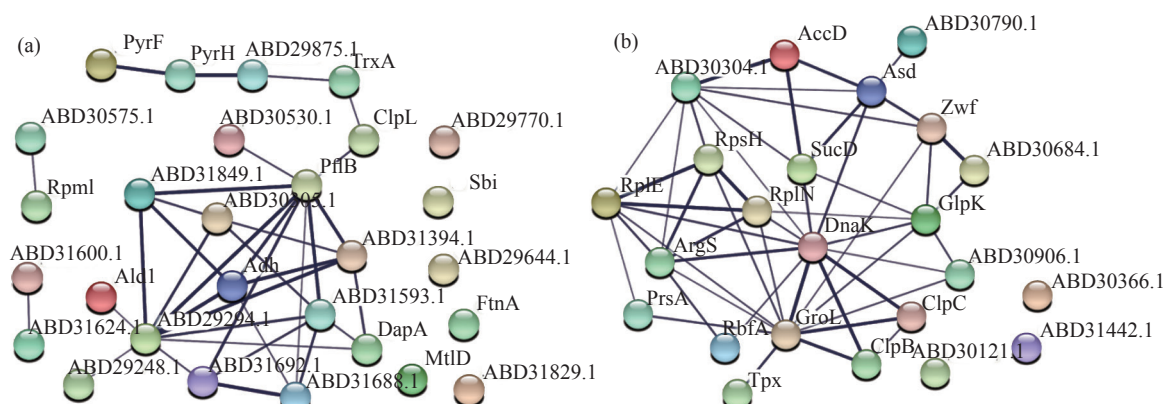 (a)
PyrF
PyrH
ABD29875.1
TrxA
ABD30575.1
ABD30530.1
ClpL
ABD29770.1
RpmI
ABD31849.1
PflB
Sbi
ABD31600.1
Ald1
Adh
ABD31394.1
ABD29644.1
ABD31624.1
ABD29294.1
ABD31593.1
FtnA
DapA
ABD29248.1
ABD31692.1
ABD31688.1
MtlD
ABD31829.1
(b)
AccD
ABD30790.1
ABD30304.1
Asd
Zwf
RpsH
SucD
ABD30684.1
RplE
RplN
GlpK
DnaK
ArgS
ABD30906.1
ABD30366.1
PrsA
RbfA
GroL
ClpC
ABD31442.1
ClpB
ABD30121.1
Tpx